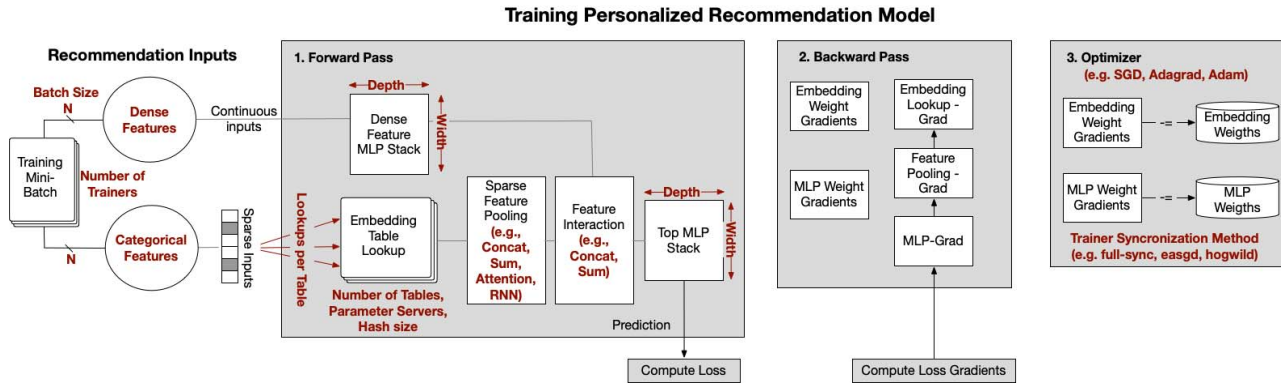 Training Personalized Recommendation Model
Recommendation Inputs
Batch Size
N
Dense
Features
Training
Mini-
Batch
Number of
Trainers
N
Categorical
Features
Continuous
inputs
Sparse Inputs
Lookups per Table
1. Forward Pass
Depth
Width
Dense
Feature
MLP Stack
Embedding
Table
Lookup
Number of Tables,
Parameter Servers,
Hash size
Sparse
Feature
Pooling
(e.g.,
Concat,
Sum,
Attention,
RNN)
Feature
Interaction
(e.g.,
Concat,
Sum)
Depth
Width
Top MLP
Stack
Prediction
Compute Loss
2. Backward Pass
Embedding
Weight
Gradients
Embedding
Lookup -
Grad
MLP Weight
Gradients
Feature
Pooling -
Grad
MLP-Grad
Compute Loss Gradients
3. Optimizer
(e.g. SGD, Adagrad, Adam)
Embedding
Weight
Gradients
-=
Embedding
Weigths
MLP Weight
Gradients
-=
MLP
Weigths
Trainer Syncronization Method
(e.g. full-sync, easgd, hogwild)